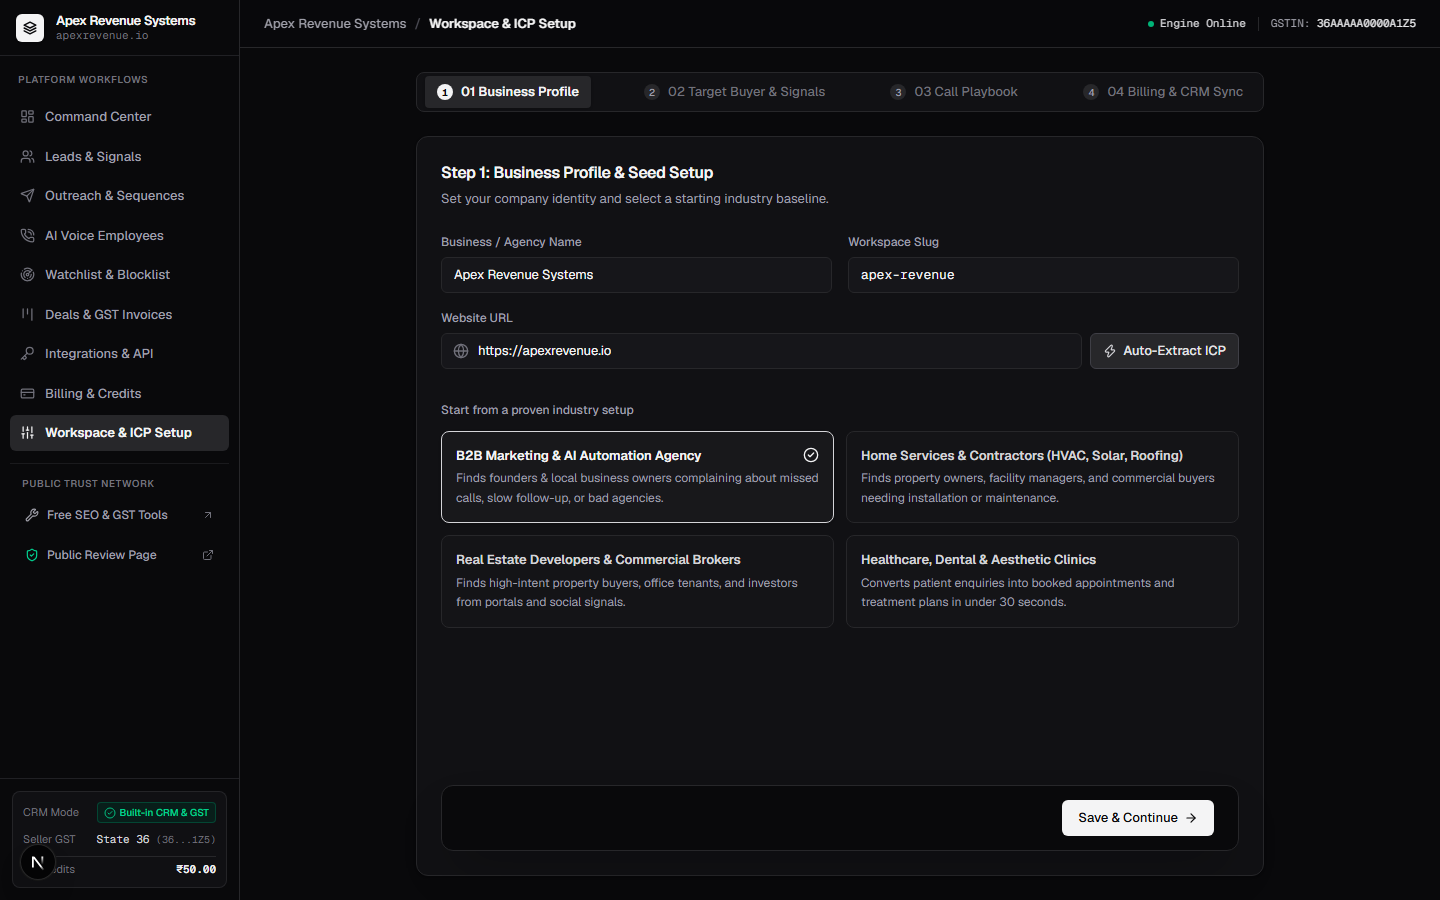 Apex Revenue Systems
apexrevenue.io
PLATFORM WORKFLOWS
Command Center
Leads & Signals
Outreach & Sequences
AI Voice Employees
Watchlist & Blocklist
Deals & GST Invoices
Integrations & API
Billing & Credits
Workspace & ICP Setup
PUBLIC TRUST NETWORK
Free SEO & GST Tools
Public Review Page
CRM Mode
Built-in CRM & GST
Seller GST
State 36 (36...1Z5)
N
₹50.00
Apex Revenue Systems / Workspace & ICP Setup
Engine Online
GSTIN: 36AAAAA0000A1Z5
1 01 Business Profile
2 02 Target Buyer & Signals
3 03 Call Playbook
4 04 Billing & CRM Sync
Step 1: Business Profile & Seed Setup
Set your company identity and select a starting industry baseline.
Business / Agency Name
Apex Revenue Systems
Workspace Slug
apex-revenue
Website URL
https://apexrevenue.io
Auto-Extract ICP
Start from a proven industry setup
B2B Marketing & AI Automation Agency
Finds founders & local business owners complaining about missed
calls, slow follow-up, or bad agencies.
Home Services & Contractors (HVAC, Solar, Roofing)
Finds property owners, facility managers, and commercial buyers
needing installation or maintenance.
Real Estate Developers & Commercial Brokers
Finds high-intent property buyers, office tenants, and investors
from portals and social signals.
Healthcare, Dental & Aesthetic Clinics
Converts patient enquiries into booked appointments and
treatment plans in under 30 seconds.
Save & Continue